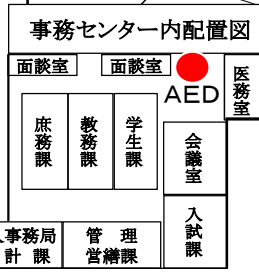 事務センター内配置図
面談室
面談室
AED
医務室
庶務課
教務課
学生課
会議室
入試課
事務局
計 課
管 理
営繕課